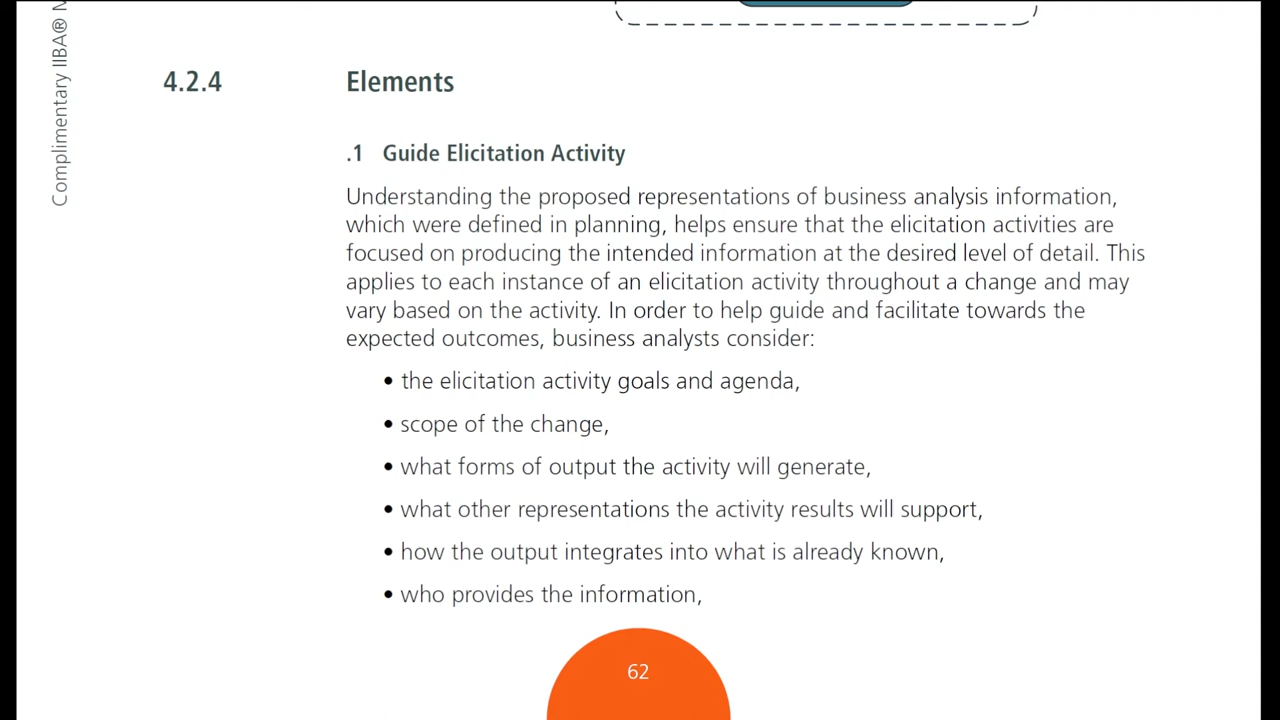 Complimentary IIBA®
4.2.4 Elements
.1 Guide Elicitation Activity
Understanding the proposed representations of business analysis information,
which were defined in planning, helps ensure that the elicitation activities are
focused on producing the intended information at the desired level of detail. This
applies to each instance of an elicitation activity throughout a change and may
vary based on the activity. In order to help guide and facilitate towards the
expected outcomes, business analysts consider:
• the elicitation activity goals and agenda,
• scope of the change,
• what forms of output the activity will generate,
• what other representations the activity results will support,
• how the output integrates into what is already known,
• who provides the information,
62